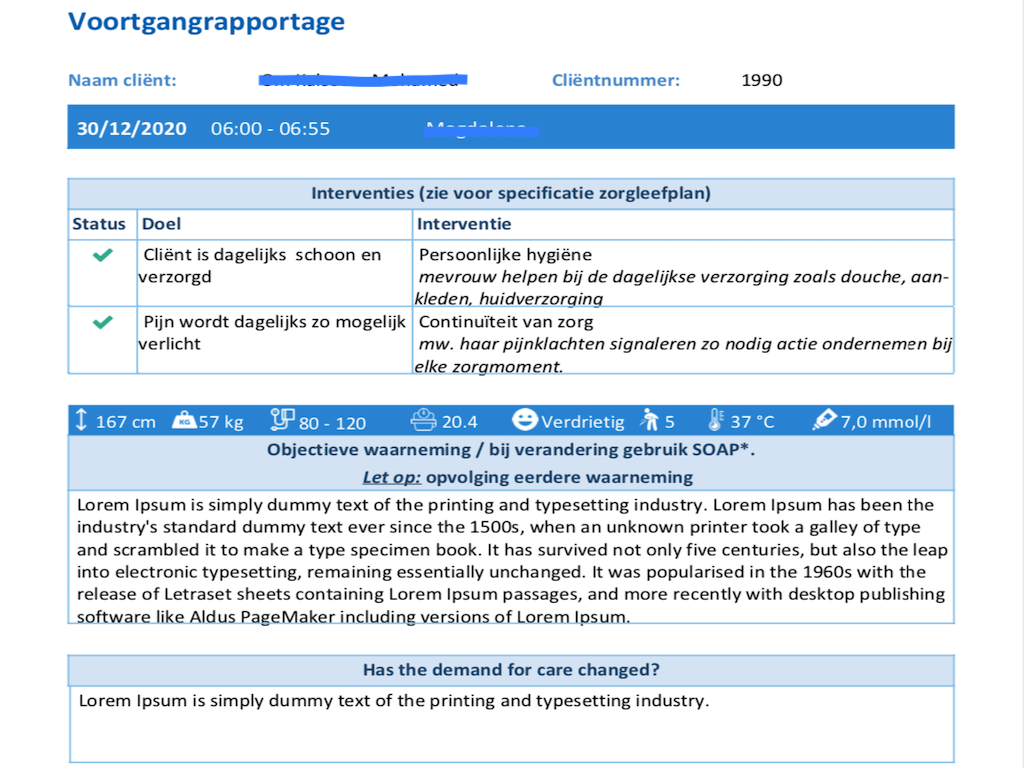 Voortgangrapportage
Naam cliënt: Cliëntnummer: 1990
30/12/2020 06:00 - 06:55
Interventies (zie voor specificatie zorgleefplan)
Status Doel Interventie
Cliënt is dagelijks schoon en verzorgd
Persoonlijke hygiëne
mevrouw helpen bij de dagelijkse verzorging zoals douche, aan-
kleden, huidverzorging
Pijn wordt dagelijks zo mogelijk
verlicht
Continuïteit van zorg
mw. haar pijnklachten signaleren zo nodig actie ondernemen bij
elke zorgmoment.
167 cm KG 57 kg 80 - 120 20.4 Verdrietig 5 37 °C 7,0 mmol/l
Objectieve waarneming / bij verandering gebruik SOAP*.
Let op: opvolging eerdere waarneming
Lorem Ipsum is simply dummy text of the printing and typesetting industry. Lorem Ipsum has been the
industry's standard dummy text ever since the 1500s, when an unknown printer took a galley of type
and scrambled it to make a type specimen book. It has survived not only five centuries, but also the leap
into electronic typesetting, remaining essentially unchanged. It was popularised in the 1960s with the
release of Letraset sheets containing Lorem Ipsum passages, and more recently with desktop publishing
software like Aldus PageMaker including versions of Lorem Ipsum.
Has the demand for care changed?
Lorem Ipsum is simply dummy text of the printing and typesetting industry.